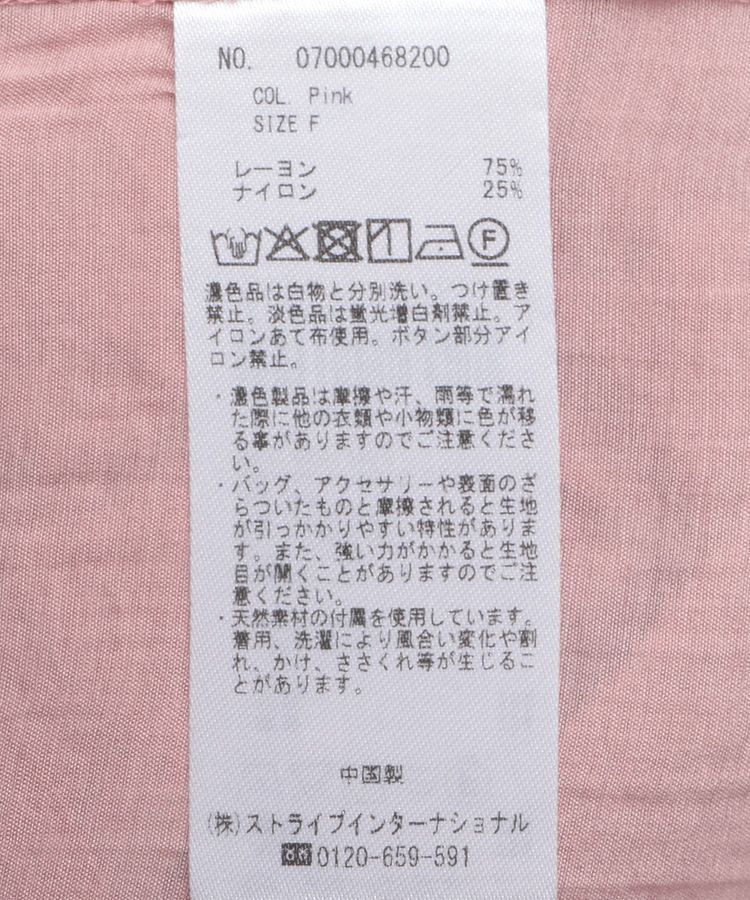 NO. 07000468200
COL. Pink
SIZE F
レーヨン 75%
ナイロン 25%
F
濃色品は白物と分別洗い。つけ置き
禁止。淡色品は蛍光増白剤禁止。ア
イロンあて布使用。ボタン部分アイ
ロン禁止。
・濃色製品は摩擦や汗、雨等で濡れ
た際に他の衣類や小物類に色が移
る事がありますのでご注意くださ
い。
・バッグ、アクセサリーや表面のざ
らついたものと摩擦されると生地
が引っかかりやすい特性がありま
す。また、強い力がかかると生地
目が開くことがありますのでご注
意ください。
・天然素材の付属を使用しています。
着用、洗濯により風合い変化や割
れ、かけ、ささくれ等が生じるこ
とがあります。
中国製
(株)ストライプインターナショナル
0120-659-591